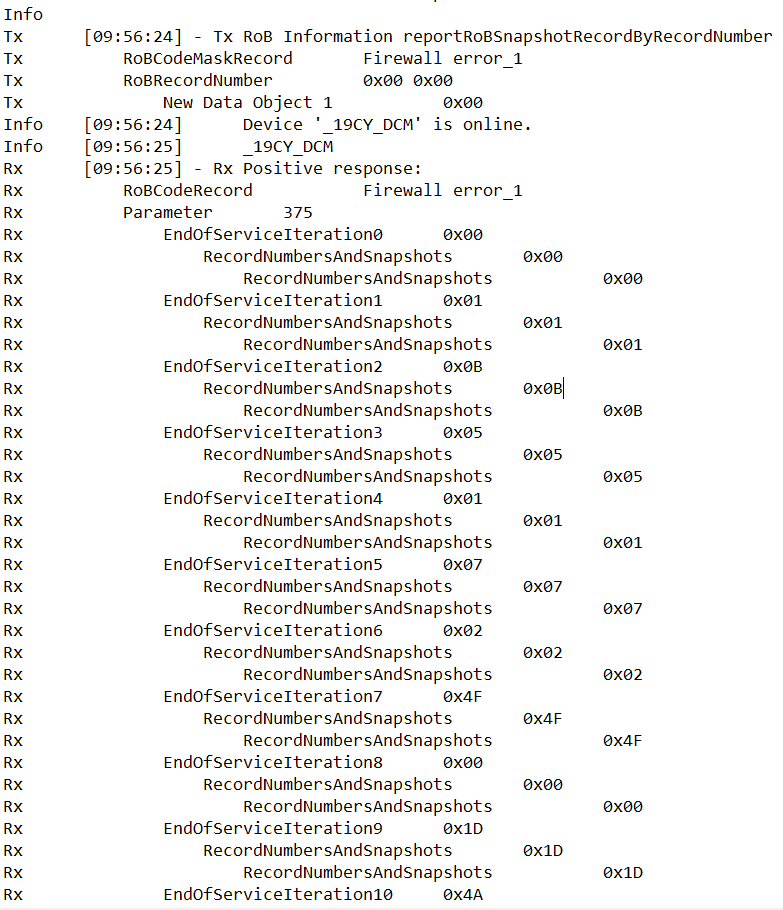 Info
Tx [09:56:24] - Tx RoB Information reportRoBSnapshotRecordByRecordNumber
Tx RoBCodeMaskRecord Firewall error_1
Tx RoBRecordNumber 0x00 0x00
Tx New Data Object 1 0x00
Info [09:56:24] Device '_19CY_DCM' is online.
Info [09:56:25] _19CY_DCM
Rx [09:56:25] - Rx Positive response:
Rx RoBCodeRecord Firewall error_1
Rx Parameter 375
Rx EndOfServiceIteration0 0x00
Rx RecordNumbersAndSnapshots 0x00
Rx RecordNumbersAndSnapshots 0x00
Rx EndOfServiceIteration1 0x01
Rx RecordNumbersAndSnapshots 0x01
Rx RecordNumbersAndSnapshots 0x01
Rx EndOfServiceIteration2 0x0B
Rx RecordNumbersAndSnapshots 0x0B
Rx RecordNumbersAndSnapshots 0x0B
Rx EndOfServiceIteration3 0x05
Rx RecordNumbersAndSnapshots 0x05
Rx RecordNumbersAndSnapshots 0x05
Rx EndOfServiceIteration4 0x01
Rx RecordNumbersAndSnapshots 0x01
Rx RecordNumbersAndSnapshots 0x01
Rx EndOfServiceIteration5 0x07
Rx RecordNumbersAndSnapshots 0x07
Rx RecordNumbersAndSnapshots 0x07
Rx EndOfServiceIteration6 0x02
Rx RecordNumbersAndSnapshots 0x02
Rx RecordNumbersAndSnapshots 0x02
Rx EndOfServiceIteration7 0x4F
Rx RecordNumbersAndSnapshots 0x4F
Rx RecordNumbersAndSnapshots 0x4F
Rx EndOfServiceIteration8 0x00
Rx RecordNumbersAndSnapshots 0x00
Rx RecordNumbersAndSnapshots 0x00
Rx EndOfServiceIteration9 0x1D
Rx RecordNumbersAndSnapshots 0x1D
Rx RecordNumbersAndSnapshots 0x1D
Rx EndOfServiceIteration10 0x4A